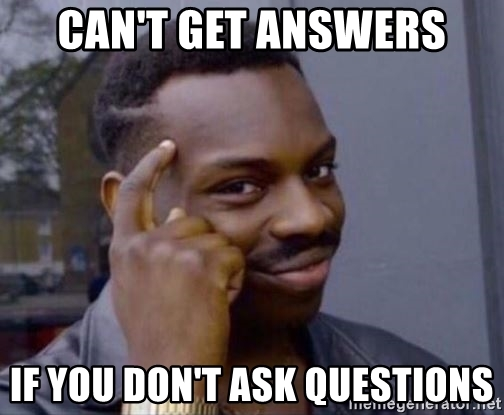 CAN'T GET ANSWERS
IF YOU DON'T ASK QUESTIONS
memegenerator.net